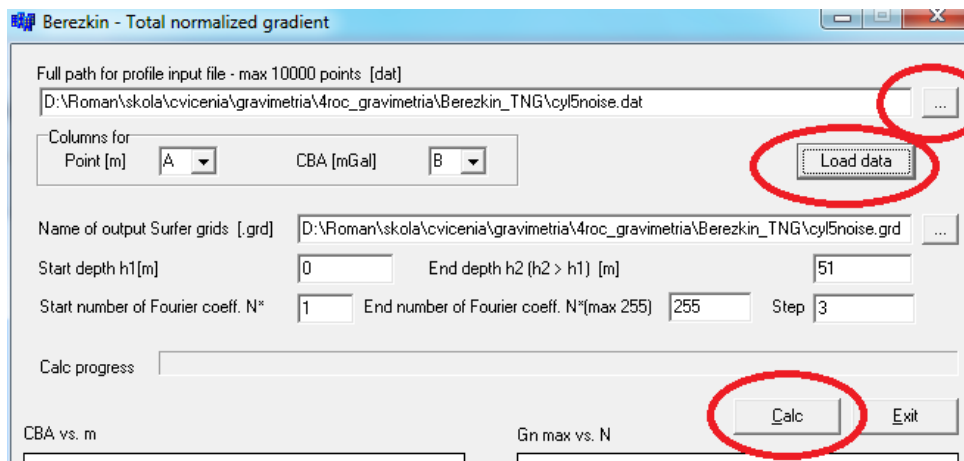 Berezkin - Total normalized gradient
Full path for profile input file - max 10000 points [dat]
D:\Roman\skola\cvicenia\gravimetria\4roc_gravimetria\Berezkin_TNG\cyl5noise.dat ...
Columns for
Point [m] A CBA [mGal] B Load data
Name of output Surfer grids [.grd] D:\Roman\skola\cvicenia\gravimetria\4roc_gravimetria\Berezkin_TNG\cyl5noise.grd ...
Start depth h1[m] 0 End depth h2 (h2 > h1) [m] 51
Start number of Fourier coeff. N* 1 End number of Fourier coeff. N*(max 255) 255 Step 3
Calc progress
Calc Exit
CBA vs. m Gn max vs. N